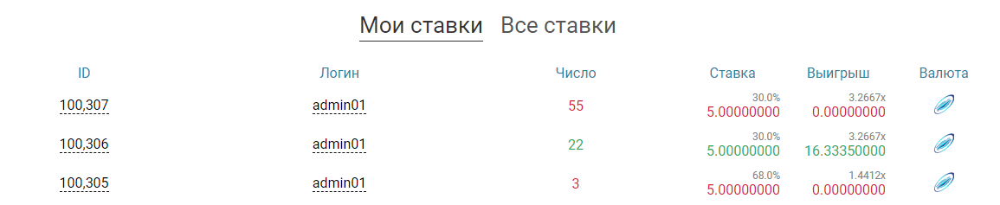 Мои ставки Все ставки
ID Логин Число Ставка Выигрыш Валюта
30.0% 3.2667x
100,307 admin01 55 5.00000000 0.00000000
30.0% 3.2667x
100,306 admin01 22 5.00000000 16.33350000
68.0% 1.4412x
100,305 admin01 3 5.00000000 0.00000000